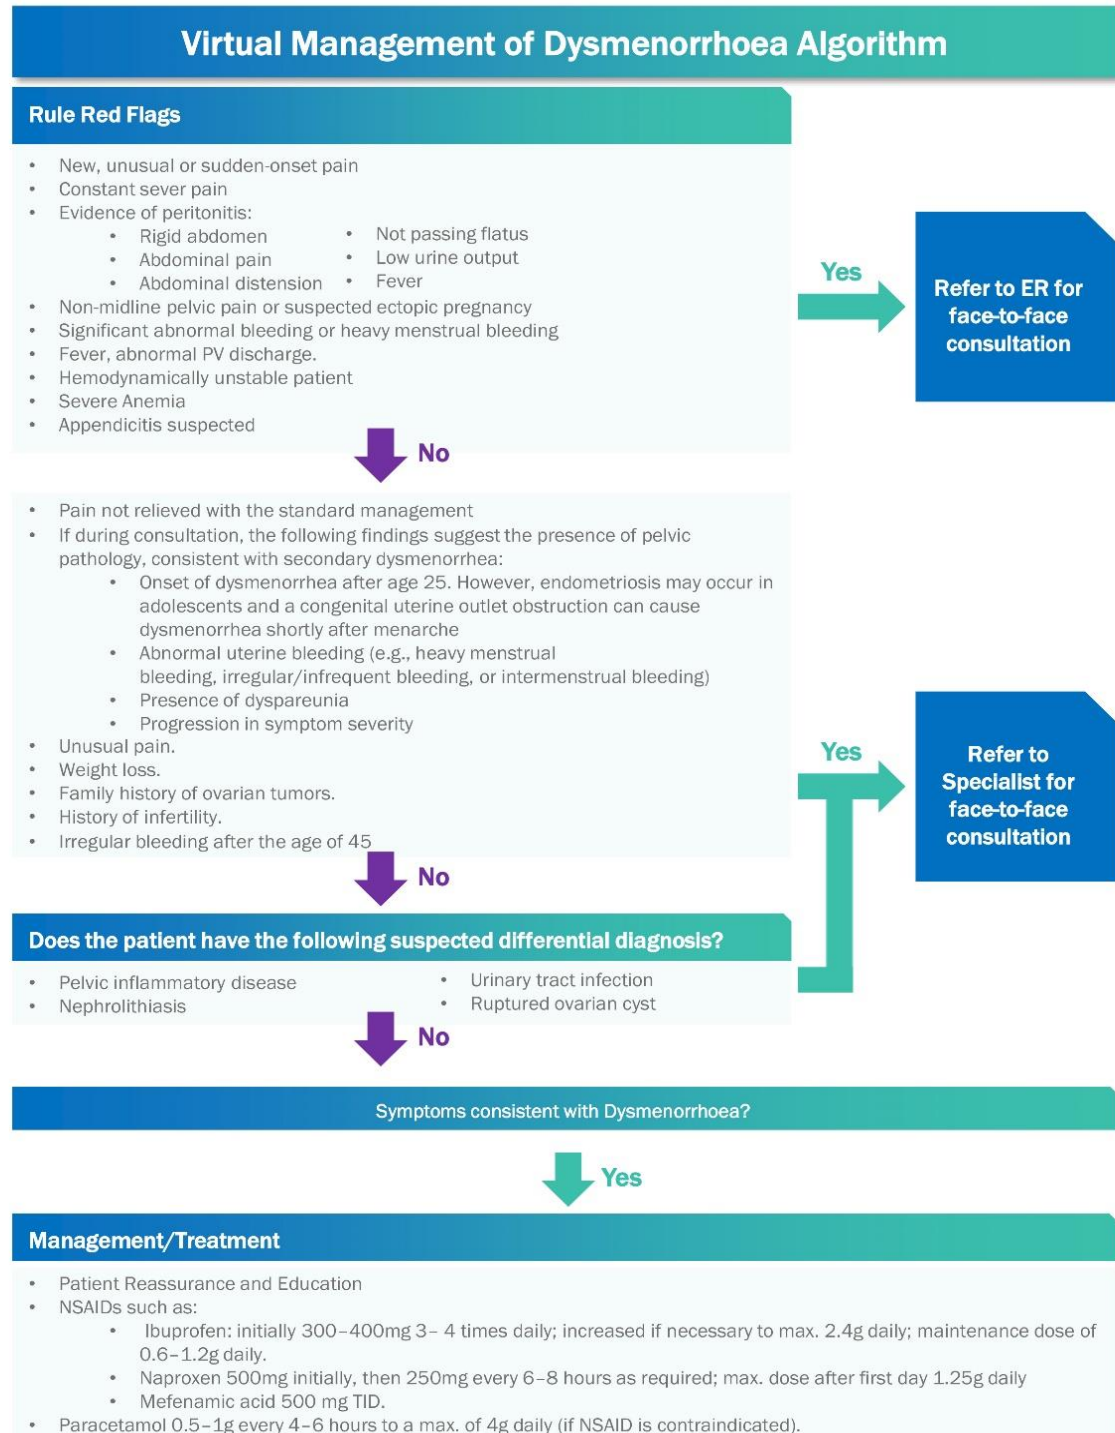 Virtual Management of Dysmenorrhoea Algorithm
Rule Red Flags
• New, unusual or sudden-onset pain
• Constant sever pain
• Evidence of peritonitis:
• Rigid abdomen
• Abdominal pain
• Abdominal distension
• Not passing flatus
• Low urine output
• Fever
• Non-midline pelvic pain or suspected ectopic pregnancy
• Significant abnormal bleeding or heavy menstrual bleeding
• Fever, abnormal PV discharge.
• Hemodynamically unstable patient
• Severe Anemia
• Appendicitis suspected
Yes
Refer to ER for
face-to-face
consultation
No
• Pain not relieved with the standard management
• If during consultation, the following findings suggest the presence of pelvic
pathology, consistent with secondary dysmenorrhea:
• Onset of dysmenorrhea after age 25. However, endometriosis may occur in
adolescents and a congenital uterine outlet obstruction can cause
dysmenorrhea shortly after menarche
• Abnormal uterine bleeding (e.g., heavy menstrual
bleeding, irregular/infrequent bleeding, or intermenstrual bleeding)
• Presence of dyspareunia
• Progression in symptom severity
• Unusual pain.
• Weight loss.
• Family history of ovarian tumors.
• History of infertility.
• Irregular bleeding after the age of 45
Yes
Refer to
Specialist for
face-to-face
consultation
No
Does the patient have the following suspected differential diagnosis?
• Pelvic inflammatory disease
• Nephrolithiasis
• Urinary tract infection
• Ruptured ovarian cyst
No
Symptoms consistent with Dysmenorrhoea?
Yes
Management/Treatment
• Patient Reassurance and Education
• NSAIDs such as:
• Ibuprofen: initially 300–400mg 3– 4 times daily; increased if necessary to max. 2.4g daily; maintenance dose of
0.6–1.2g daily.
• Naproxen 500mg initially, then 250mg every 6–8 hours as required; max. dose after first day 1.25g daily
• Mefenamic acid 500 mg TID.
• Paracetamol 0.5–1g every 4–6 hours to a max. of 4g daily (if NSAID is contraindicated).